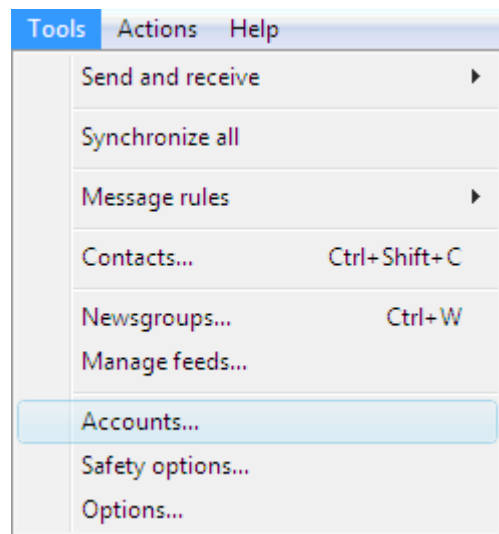 Tools Actions Help
Send and receive
Synchronize all
Message rules
Contacts... Ctrl+Shift+C
Newsgroups... Ctrl+W
Manage feeds...
Accounts...
Safety options...
Options...